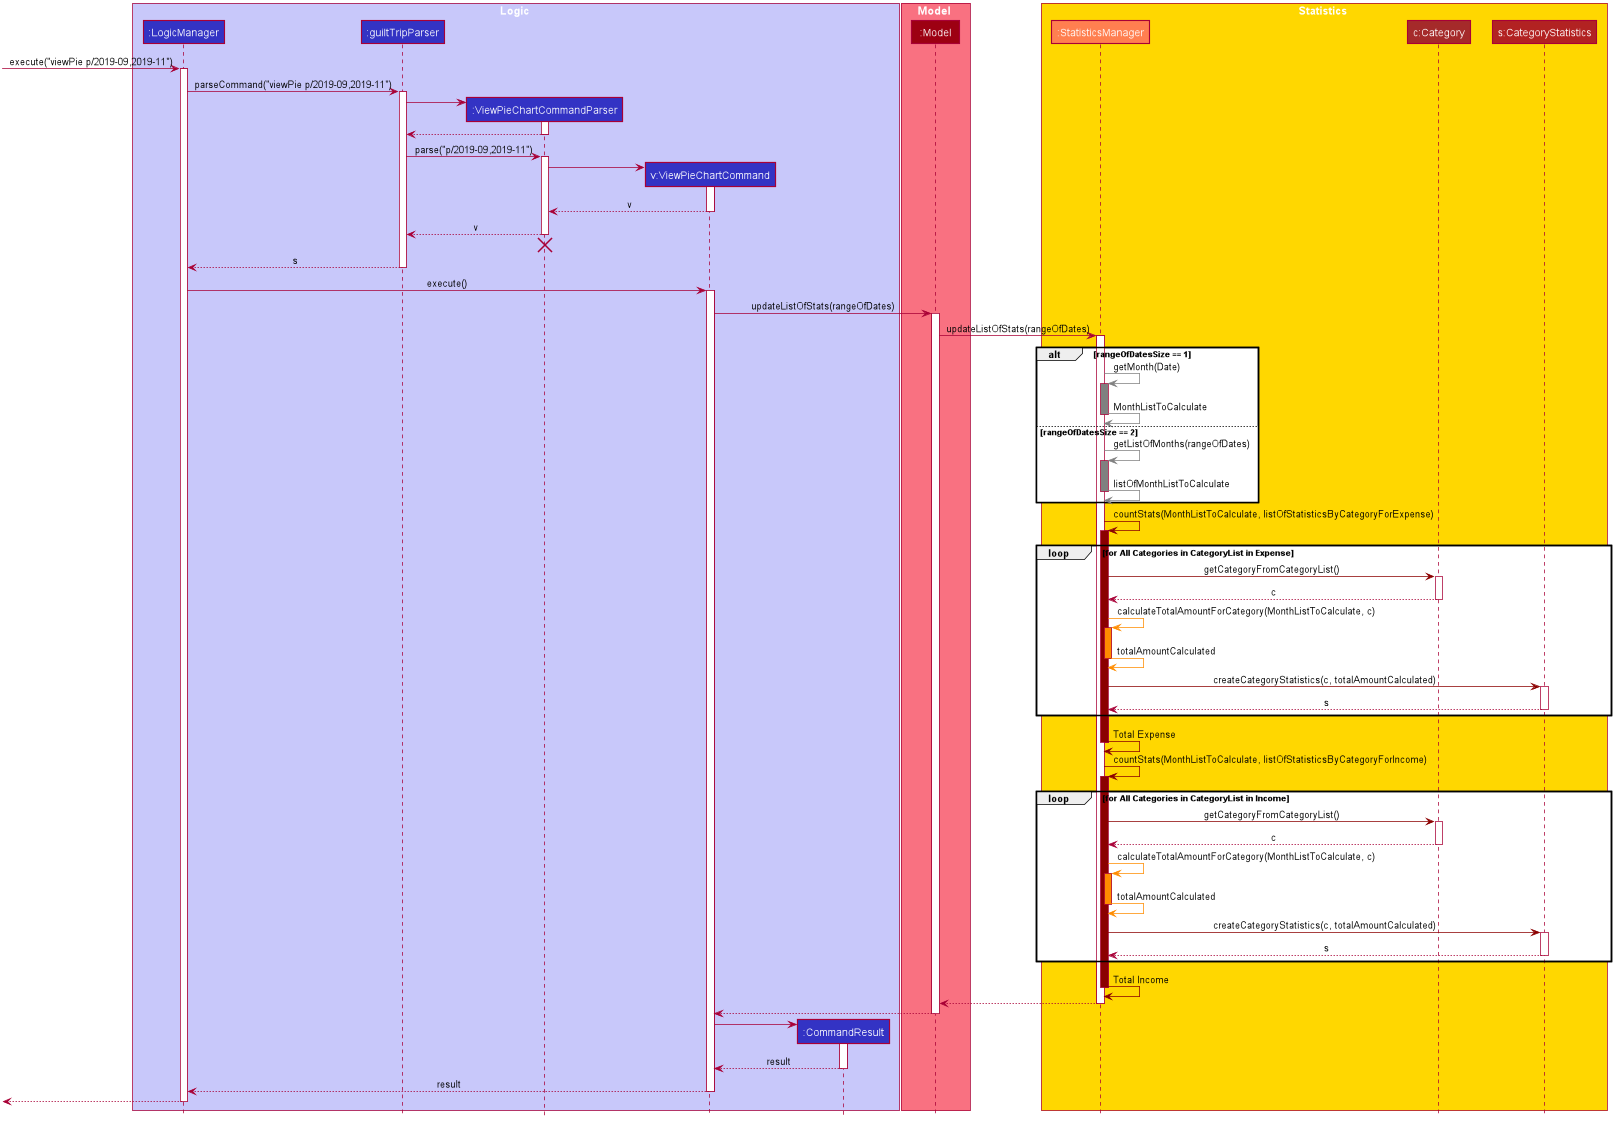 Logic
Model
Statistics
:LogicManager
:guiltTripParser
:Model
:StatisticsManager
c:Category
s:CategoryStatistics
execute("viewPie p/2019-09,2019-11")
parseCommand("viewPie p/2019-09,2019-11")
:ViewPieChartCommandParser
parse("p/2019-09,2019-11")
v:ViewPieChartCommand
v
v
s
execute()
updateListOfStats(rangeOfDates)
updateListOfStats(rangeOfDates)
alt
[rangeOfDatesSize == 1]
getMonth(Date)
MonthListToCalculate
[rangeOfDatesSize == 2]
getListOfMonths(rangeOfDates)
listOfMonthListToCalculate
countStats(MonthListToCalculate, listOfStatisticsByCategoryForExpense)
loop
[for All Categories in CategoryList in Expense]
getCategoryFromCategoryList()
c
calculateTotalAmountForCategory(MonthListToCalculate, c)
totalAmountCalculated
createCategoryStatistics(c, totalAmountCalculated)
s
Total Expense
countStats(MonthListToCalculate, listOfStatisticsByCategoryForIncome)
loop
[for All Categories in CategoryList in Income]
getCategoryFromCategoryList()
c
calculateTotalAmountForCategory(MonthListToCalculate, c)
totalAmountCalculated
createCategoryStatistics(c, totalAmountCalculated)
s
Total Income
:CommandResult
result
result